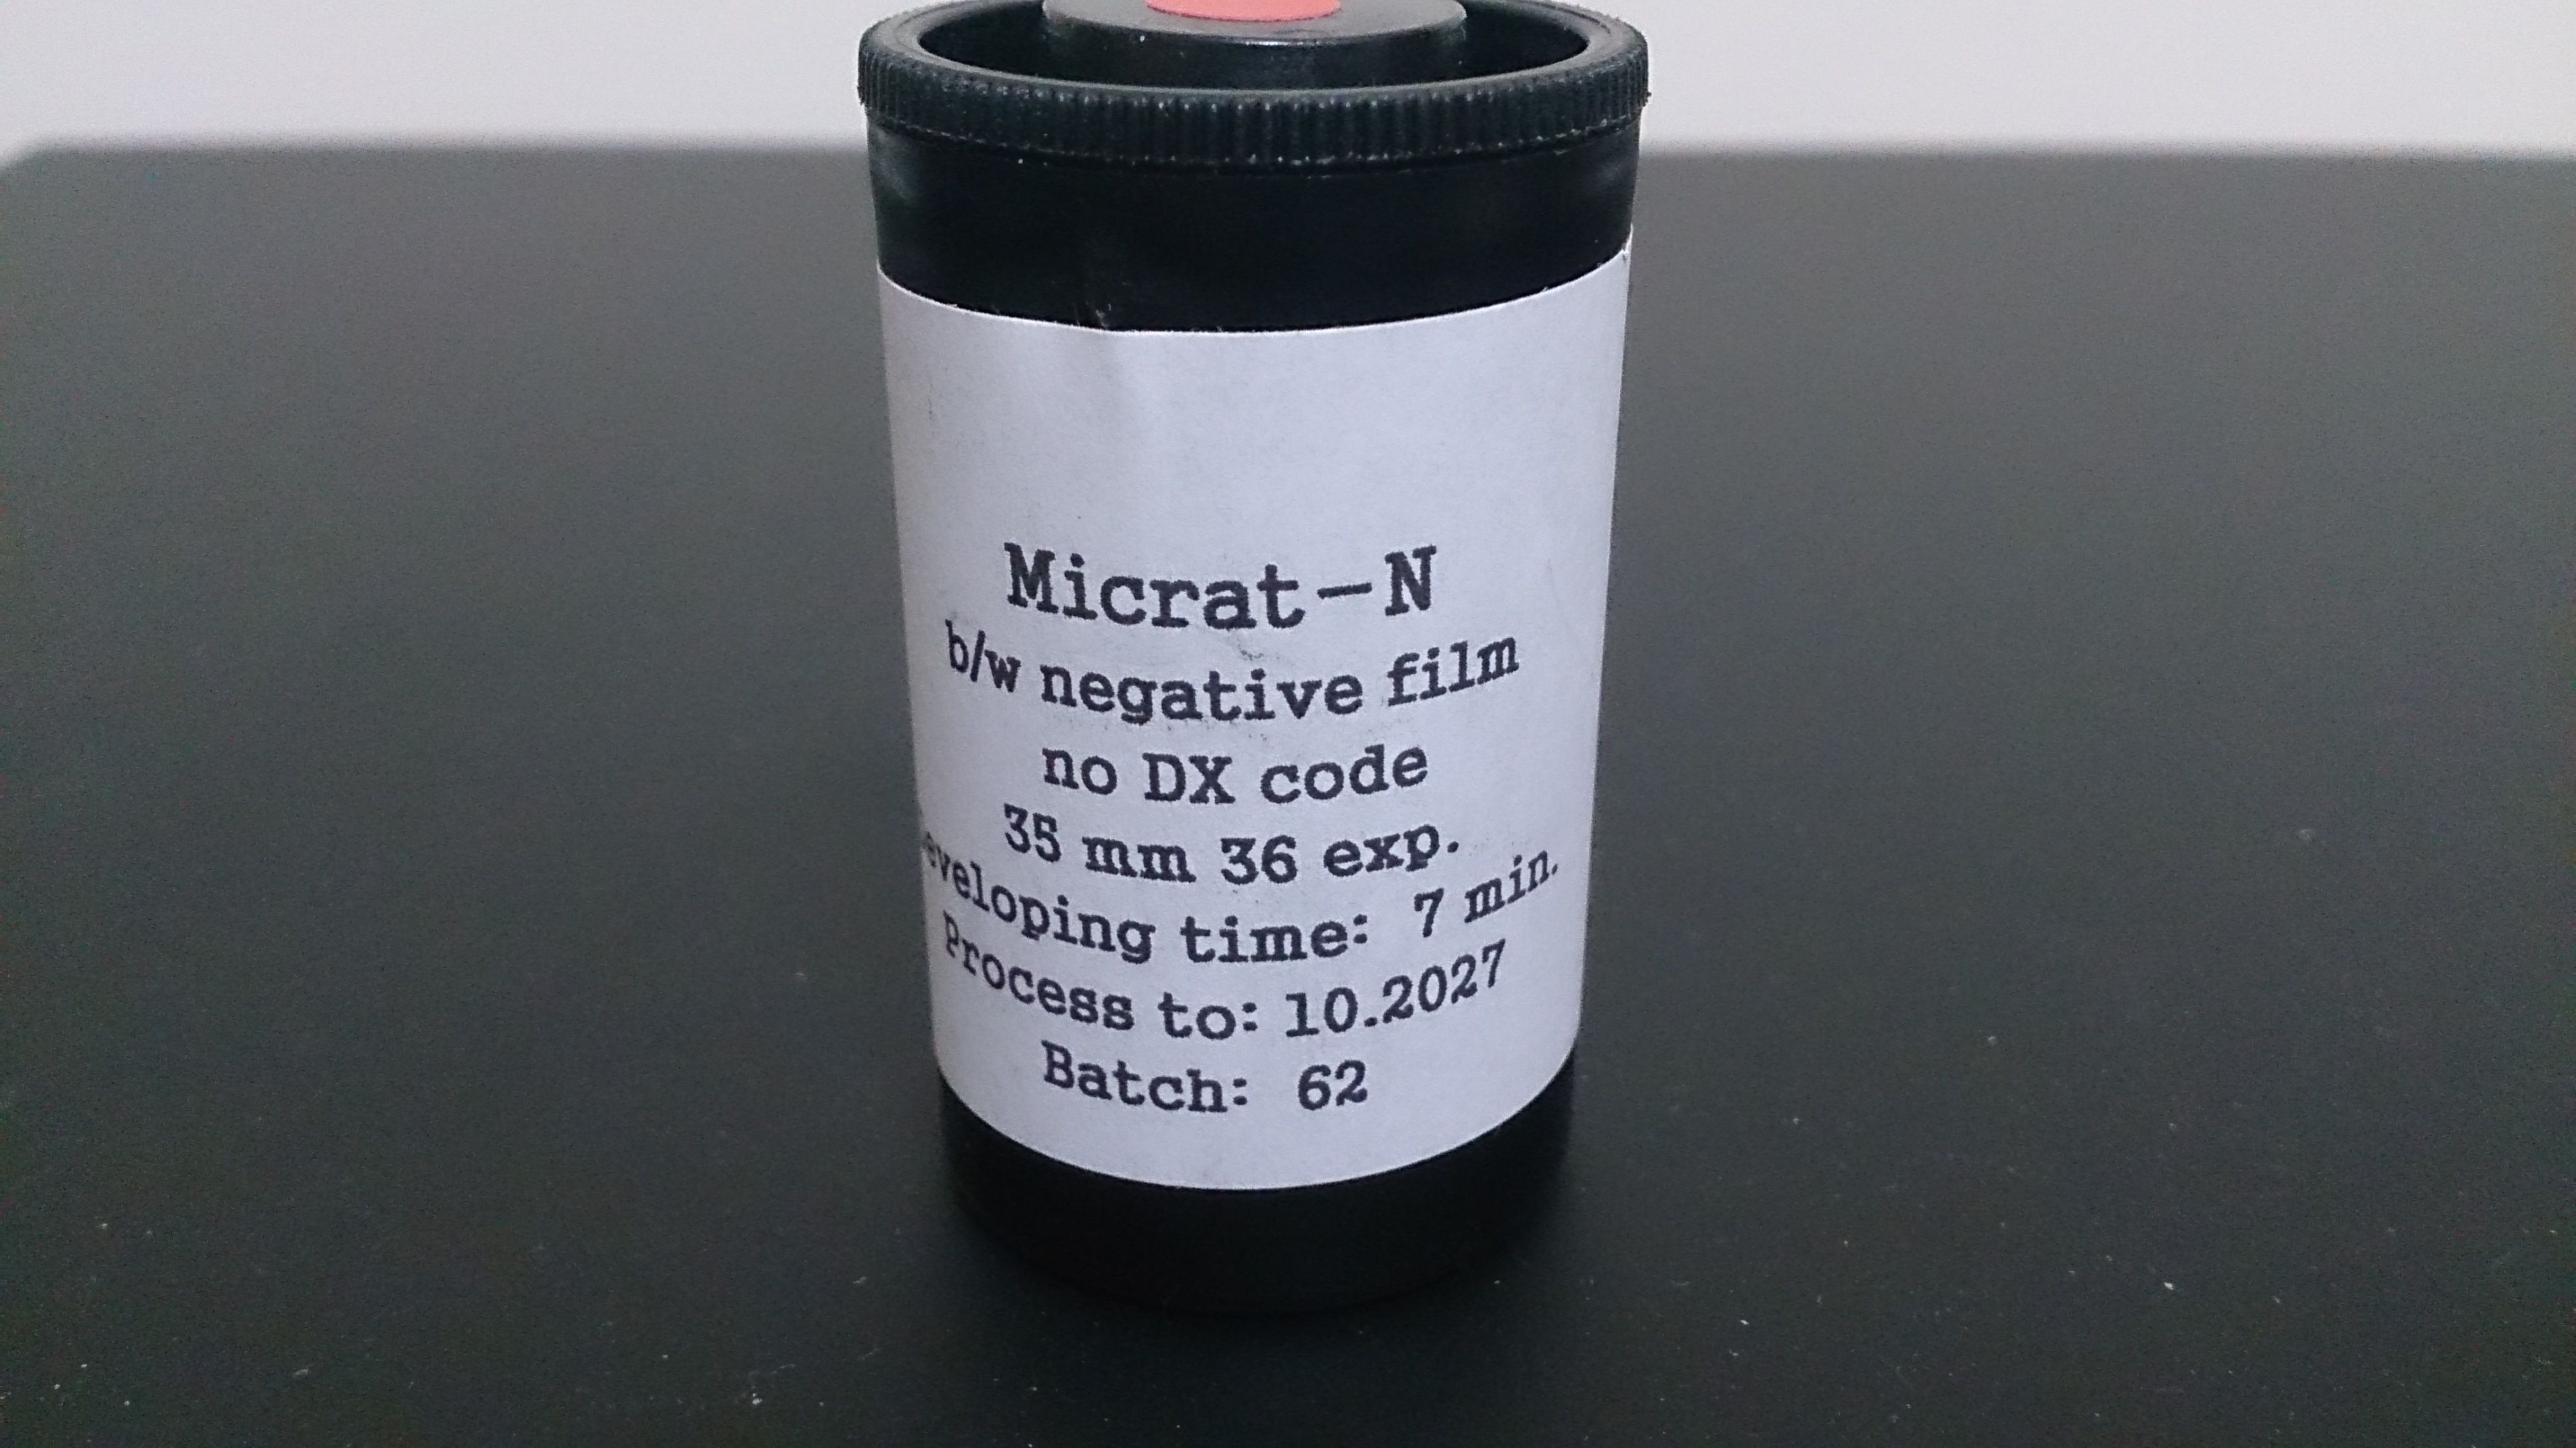 Micrat-N
b/w negative film
no DX code
35 mm 36 exp.
eveloping time: 7 min.
Process to: 10.2027
Batch: 62